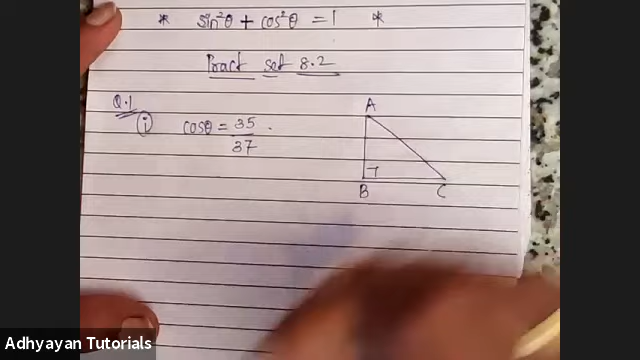 * sin²θ + cos²θ = 1 *
Pract set 8.2
Q.1
(i) cosθ = 35/37 .
A
B C
Adhyayan Tutorials